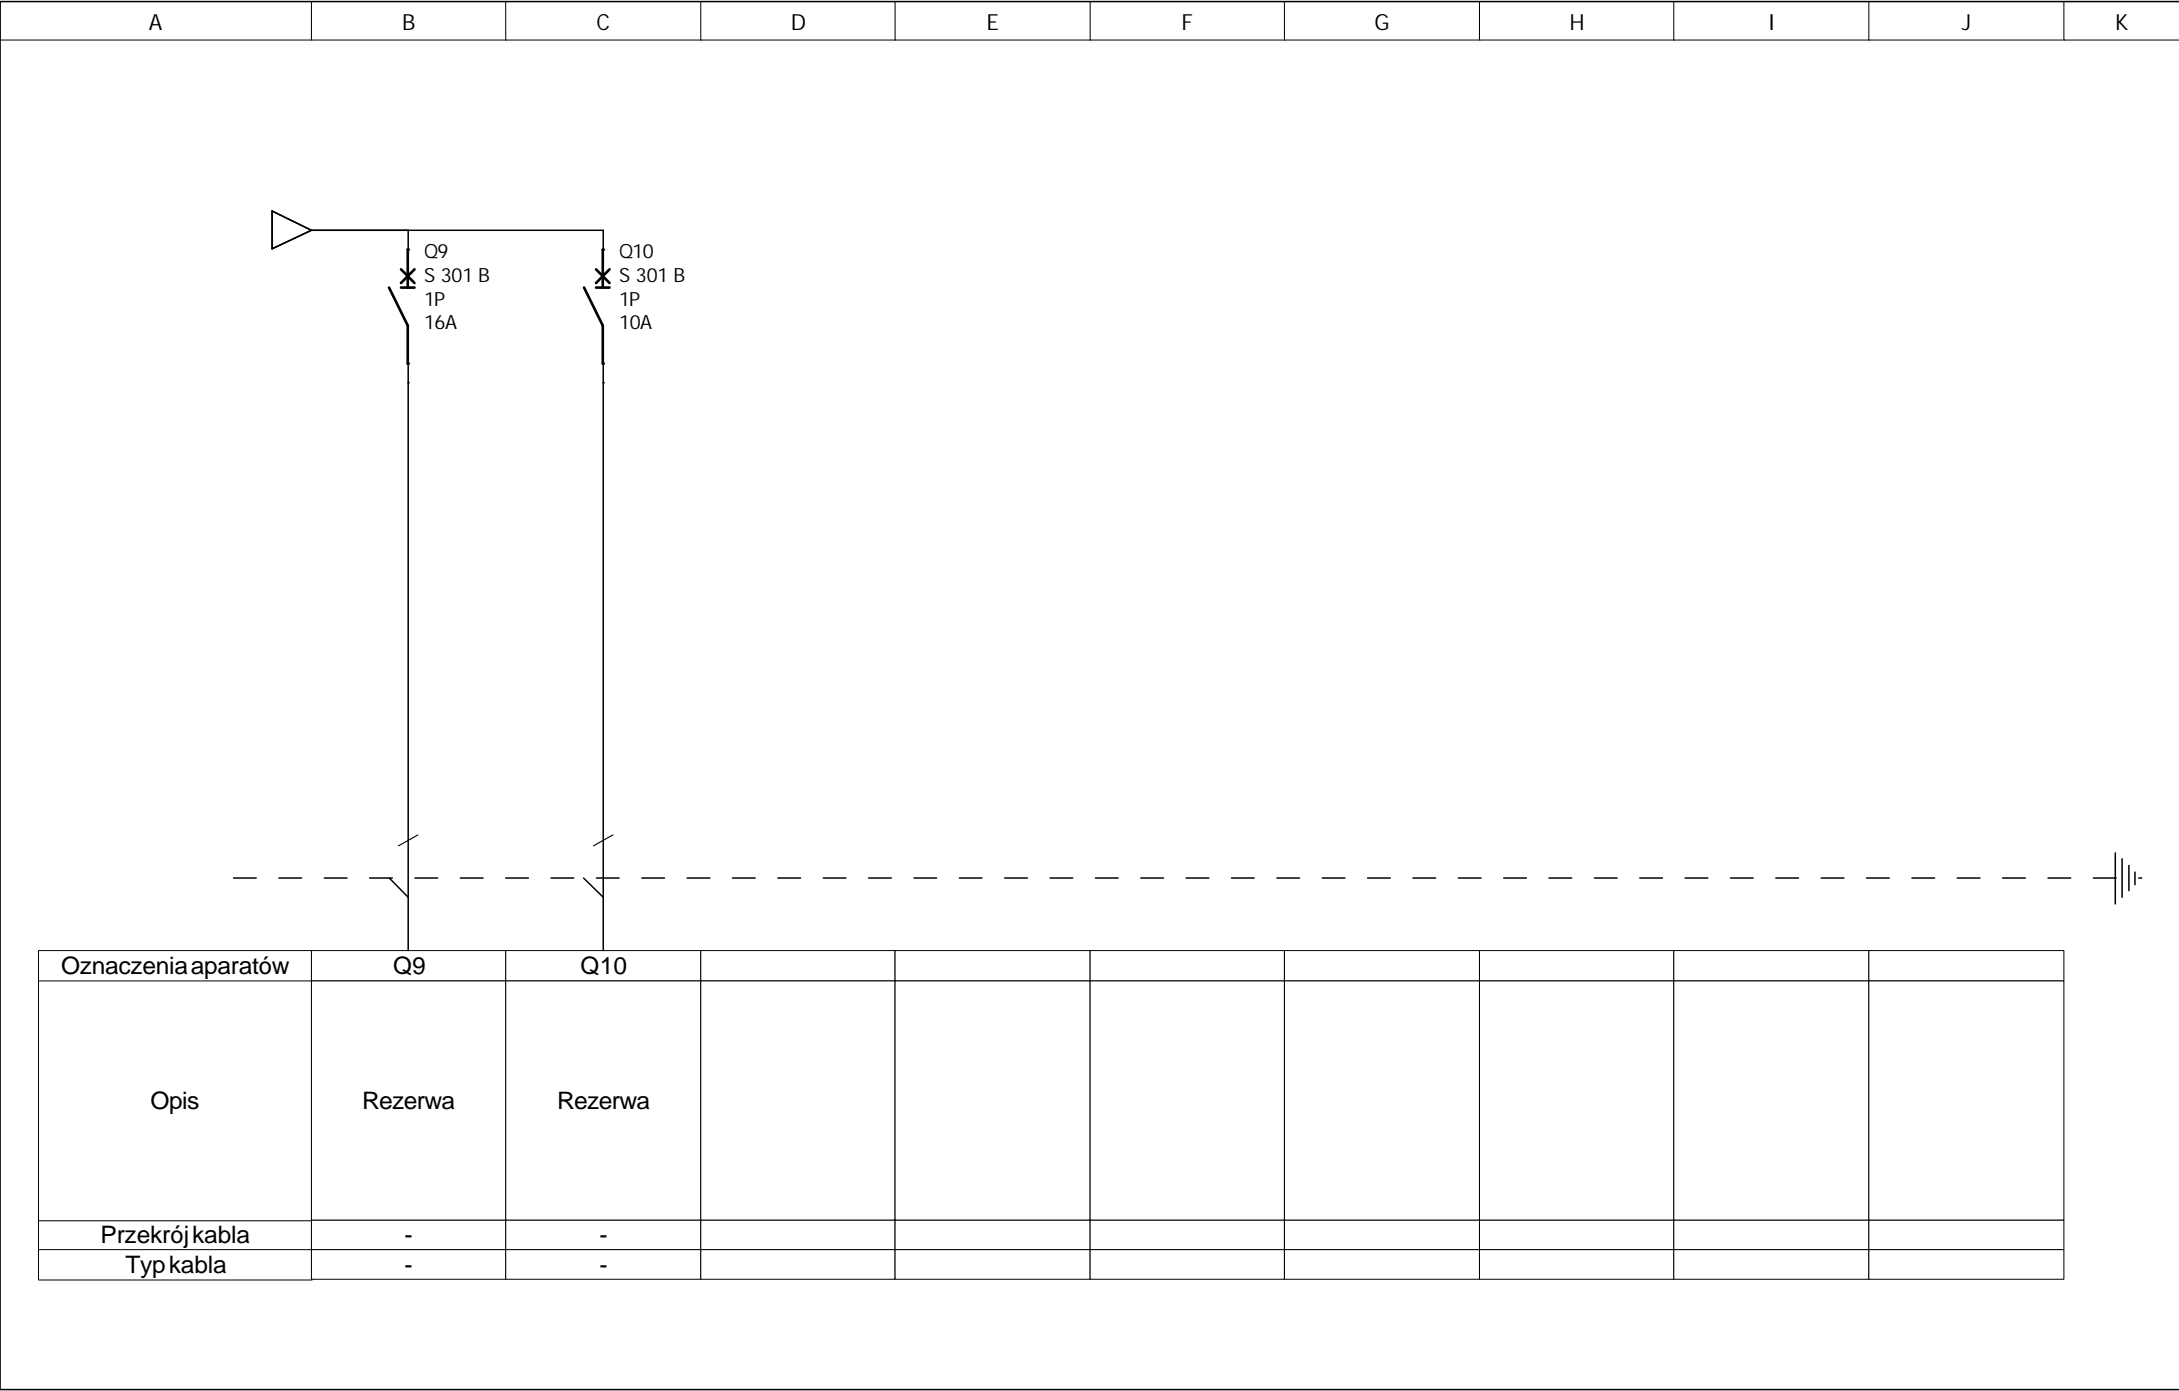 A B C D E F G H I J K
Q9
S 301 B
1P
16A
Q10
S 301 B
1P
10A
Oznaczenia aparatów Q9 Q10
Opis Rezerwa Rezerwa
Przekrój kabla - -
Typ kabla - -